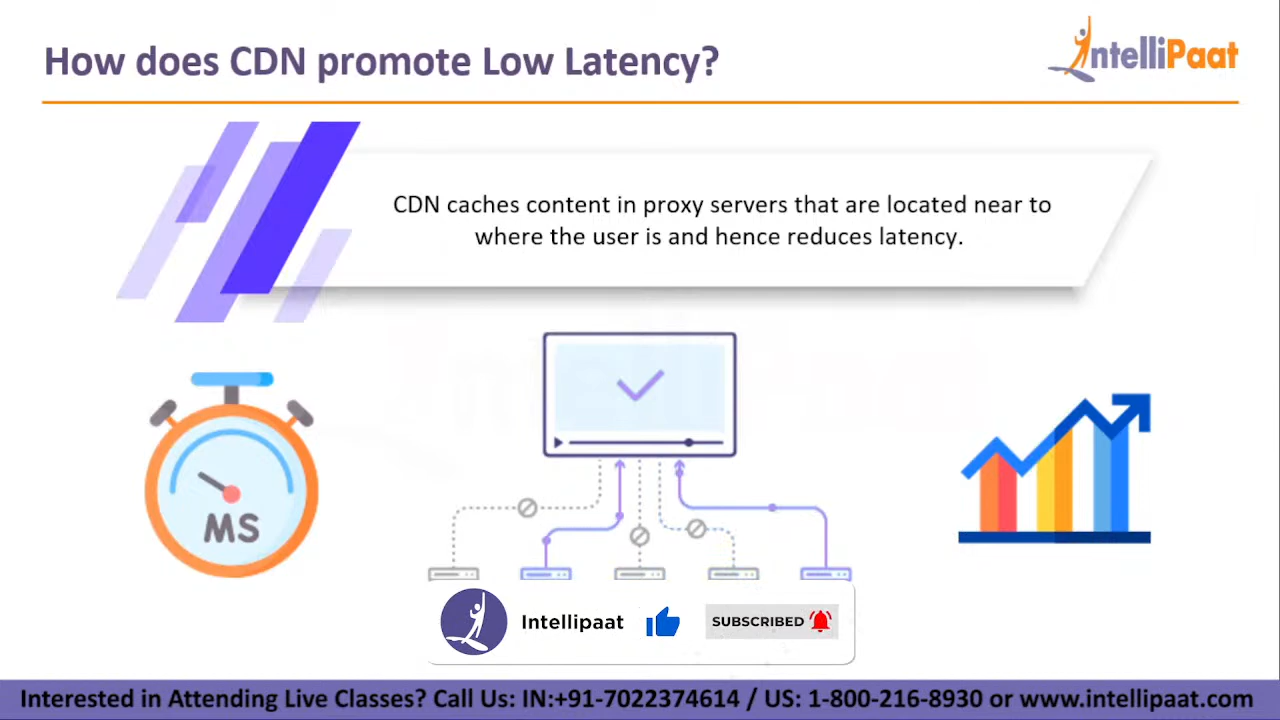 How does CDN promote Low Latency?
IntelliPaat
CDN caches content in proxy servers that are located near to
where the user is and hence reduces latency.
MS
Intellipaat
SUBSCRIBED
Interested in Attending Live Classes? Call Us: IN:+91-7022374614 / US: 1-800-216-8930 or www.intellipaat.com